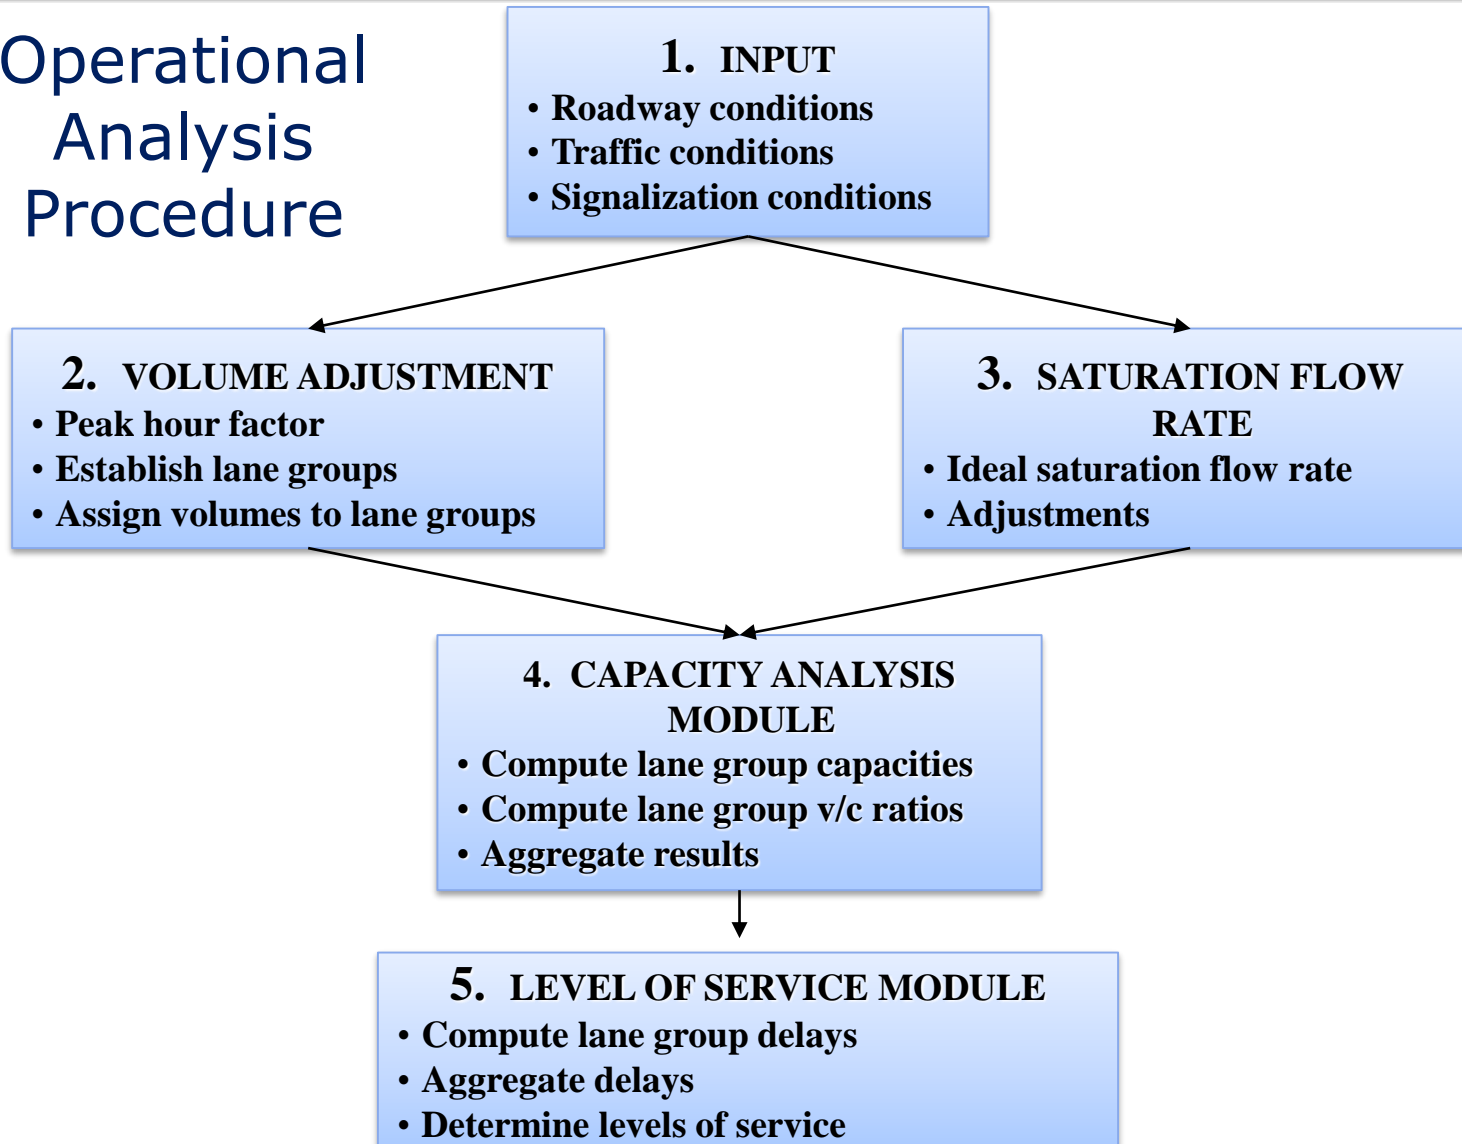 Operational
Analysis
Procedure
1. INPUT
• Roadway conditions
• Traffic conditions
• Signalization conditions
2. VOLUME ADJUSTMENT
• Peak hour factor
• Establish lane groups
• Assign volumes to lane groups
3. SATURATION FLOW
RATE
• Ideal saturation flow rate
• Adjustments
4. CAPACITY ANALYSIS
MODULE
• Compute lane group capacities
• Compute lane group v/c ratios
• Aggregate results
5. LEVEL OF SERVICE MODULE
• Compute lane group delays
• Aggregate delays
• Determine levels of service